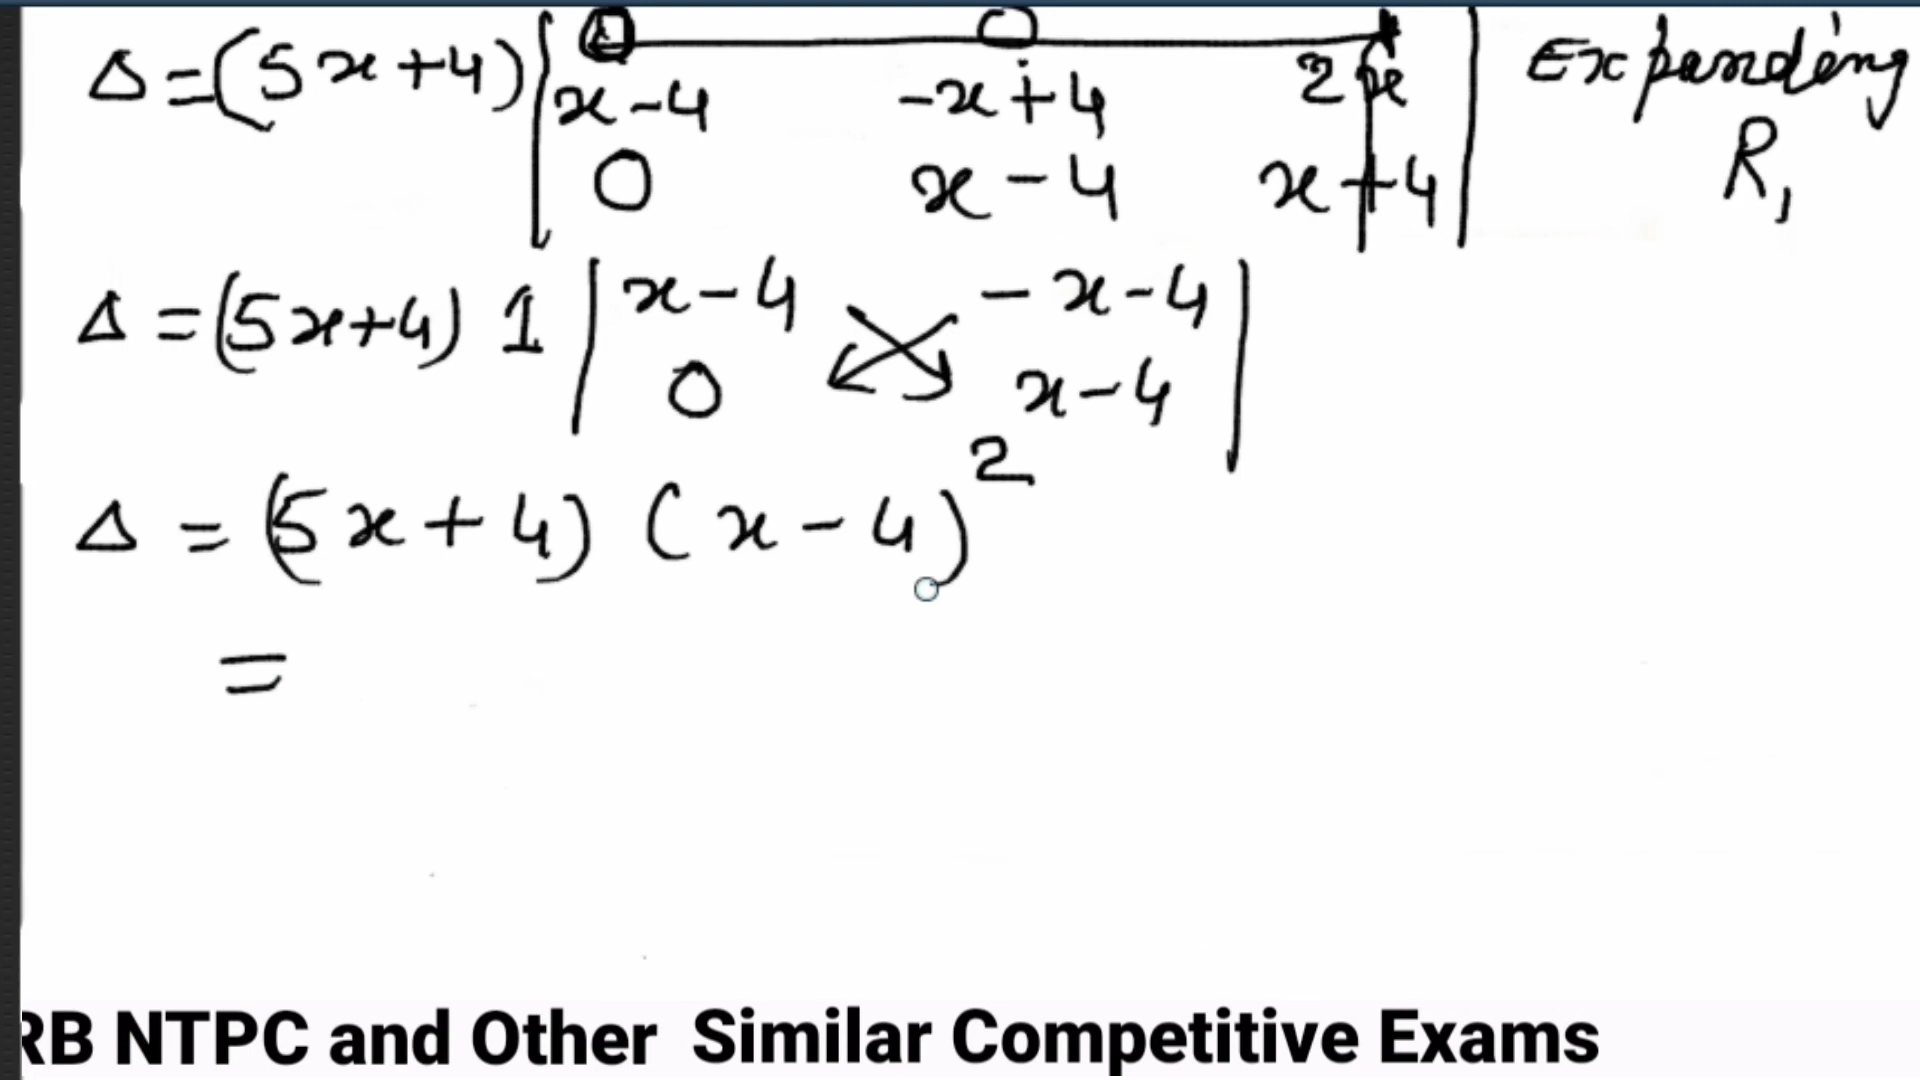 Δ = (5x+4) | 1 0 1 | Expanding
x-4 -x+4 2x R₁
0 x-4 x+4
Δ = (5x+4) 1 | x-4 -x-4 |
0 x-4
Δ = (5x+4) (x-4)²
=
RB NTPC and Other Similar Competitive Exams